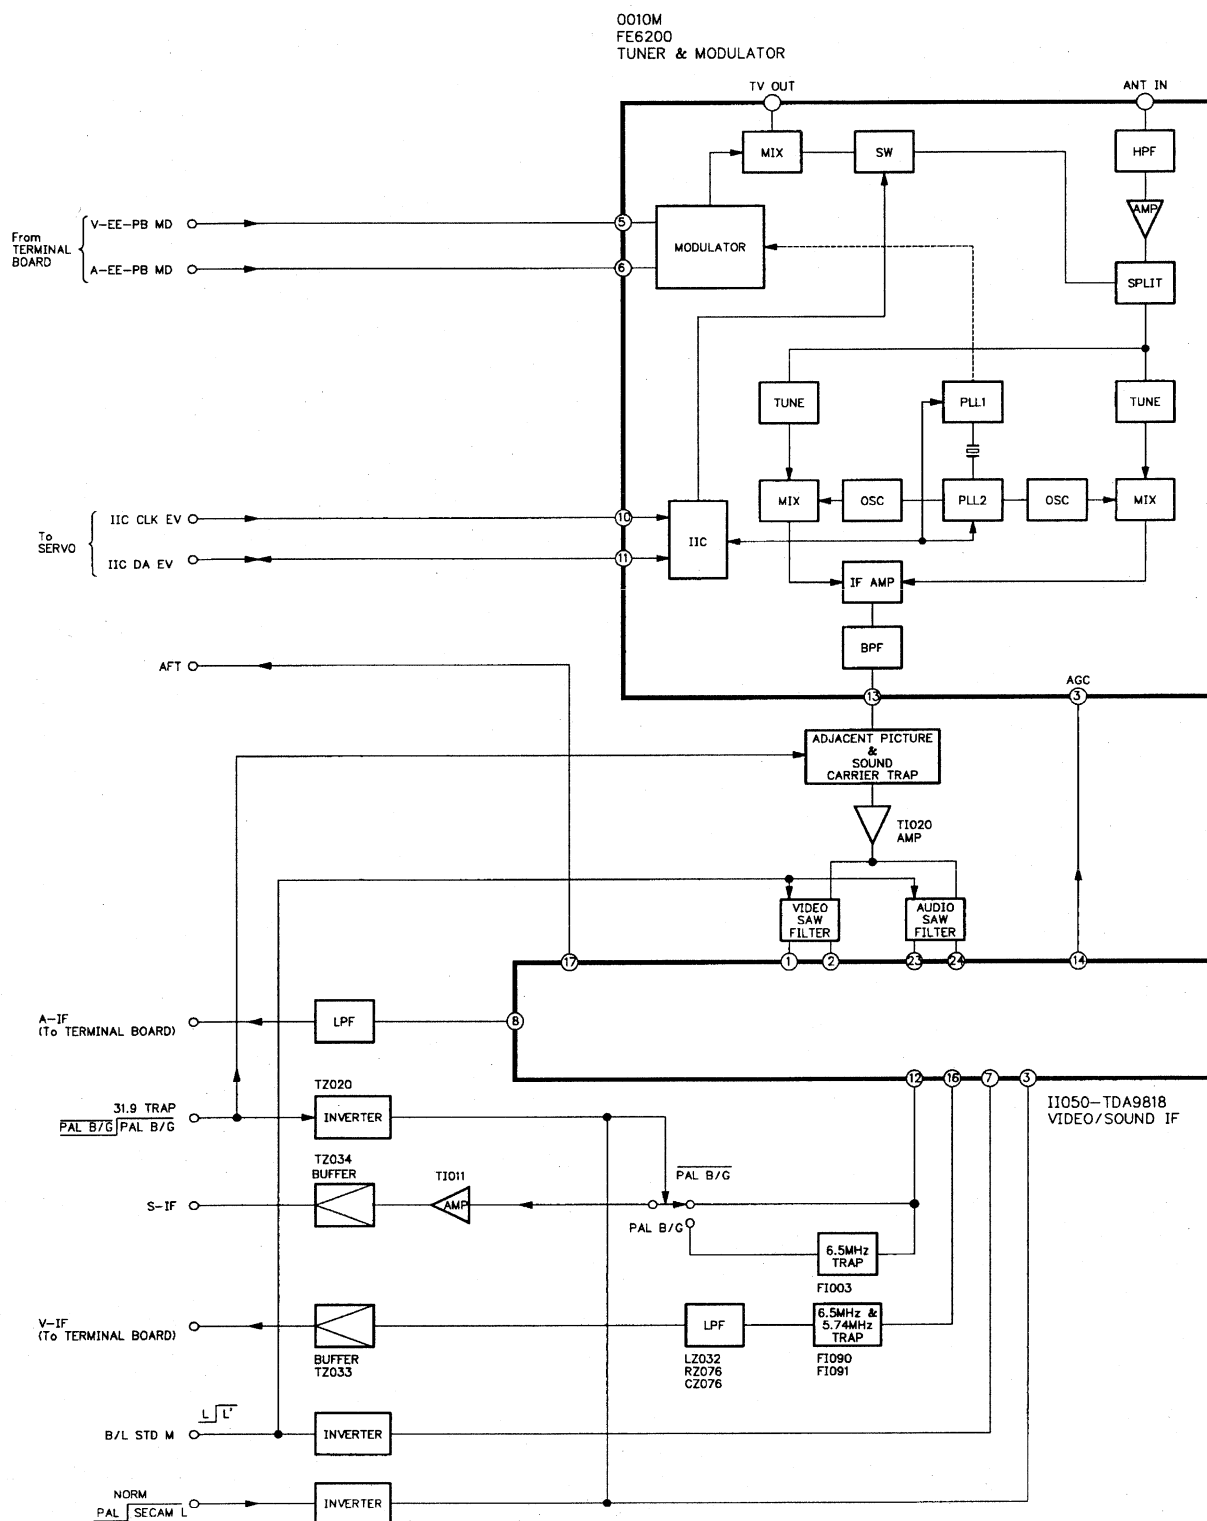 0010M
FE6200
TUNER & MODULATOR
TV OUT
ANT IN
MIX
SW
HPF
AMP
From
TERMINAL
BOARD
V-EE-PB MD
5
MODULATOR
A-EE-PB MD
6
SPLIT
TUNE
PLL1
TUNE
To
SERVO
IIC CLK EV
10
IIC
MIX
OSC
PLL2
OSC
MIX
IIC DA EV
11
IF AMP
BPF
AFT
13
AGC
3
ADJACENT PICTURE
&
SOUND
CARRIER TRAP
TI020
AMP
VIDEO
SAW
FILTER
AUDIO
SAW
FILTER
17
1
2
23
24
14
A-IF
(To TERMINAL BOARD)
LPF
8
12
16
7
3
II050-TDA9818
VIDEO/SOUND IF
31.9 TRAP
PAL B/G PAL B/G
TZ020
INVERTER
TZ034
BUFFER
TI011
AMP
S-IF
PAL B/G
PAL B/G
6.5MHz
TRAP
FI003
V-IF
(To TERMINAL BOARD)
BUFFER
TZ033
LPF
LZ032
RZ076
CZ076
6.5MHz &
5.74MHz
TRAP
FI090
FI091
L L'
B/L STD M
INVERTER
NORM
PAL SECAM L
INVERTER